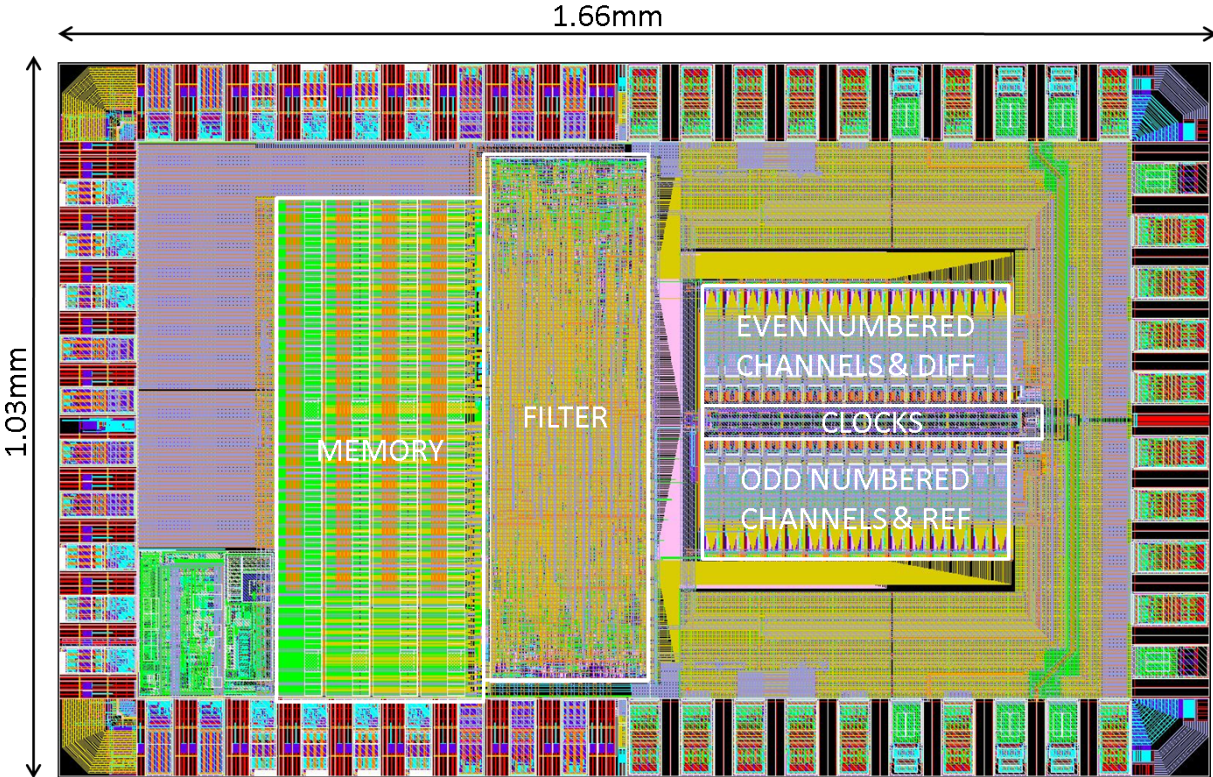 1.66mm
1.03mm
EVEN NUMBERED
CHANNELS & DIFF
FILTER
CLOCKS
MEMORY
ODD NUMBERED
CHANNELS & REF